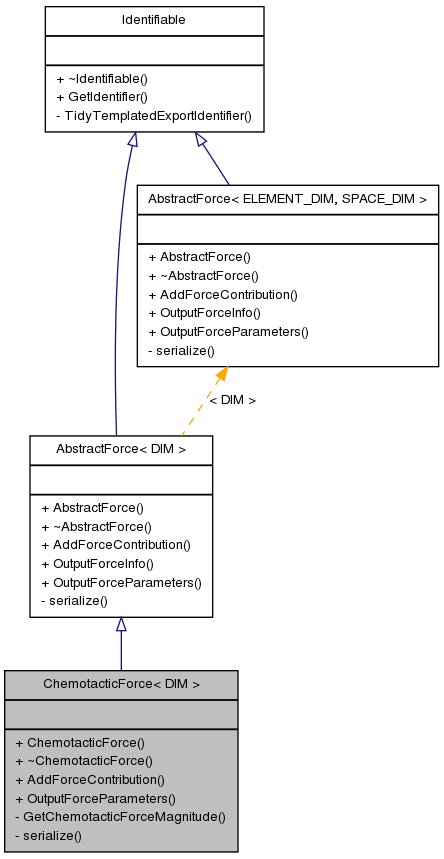 Identifiable
+ ~Identifiable()
+ GetIdentifier()
- TidyTemplatedExportIdentifier()
AbstractForce< ELEMENT_DIM, SPACE_DIM >
+ AbstractForce()
+ ~AbstractForce()
+ AddForceContribution()
+ OutputForceInfo()
+ OutputForceParameters()
- serialize()
< DIM >
AbstractForce< DIM >
+ AbstractForce()
+ ~AbstractForce()
+ AddForceContribution()
+ OutputForceInfo()
+ OutputForceParameters()
- serialize()
ChemotacticForce< DIM >
+ ChemotacticForce()
+ ~ChemotacticForce()
+ AddForceContribution()
+ OutputForceParameters()
- GetChemotacticForceMagnitude()
- serialize()